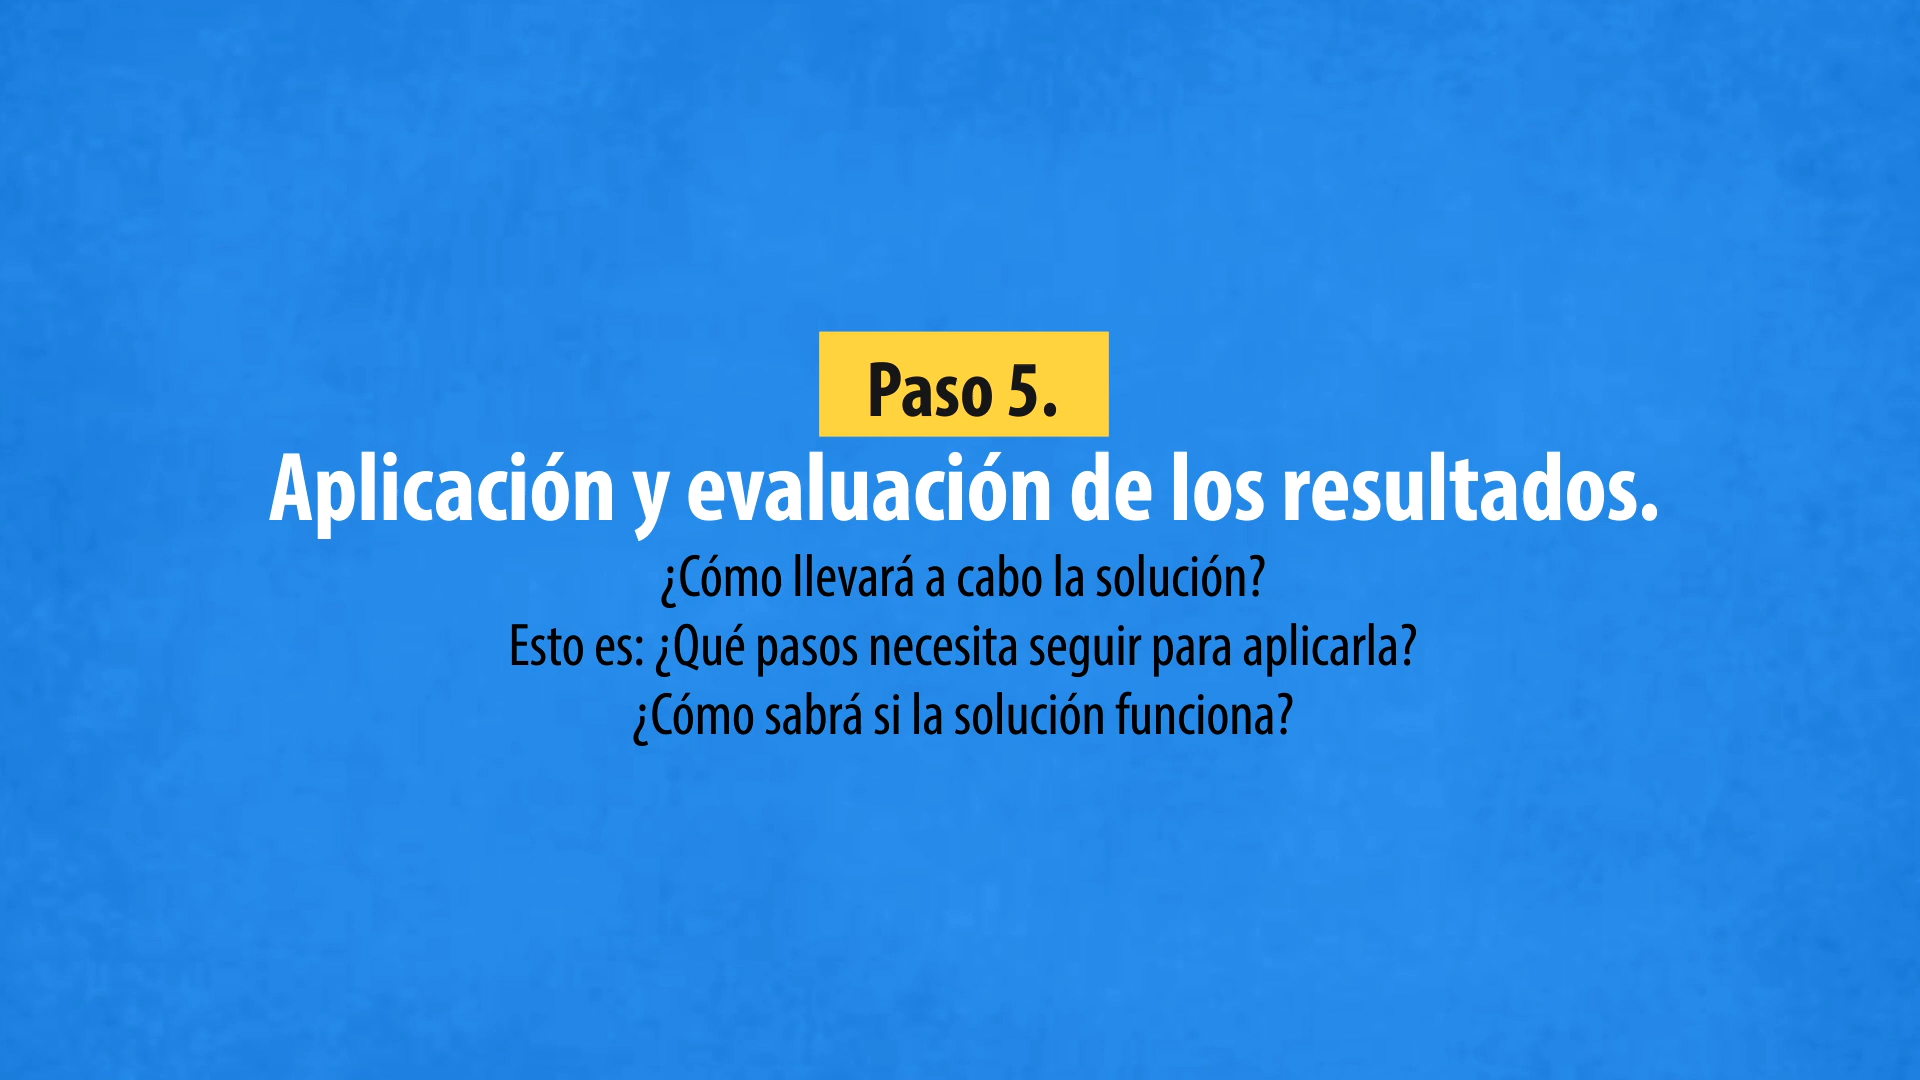 Paso 5.
Aplicación y evaluación de los resultados.
¿Cómo llevará a cabo la solución?
Esto es: ¿Qué pasos necesita seguir para aplicarla?
¿Cómo sabrá si la solución funciona?